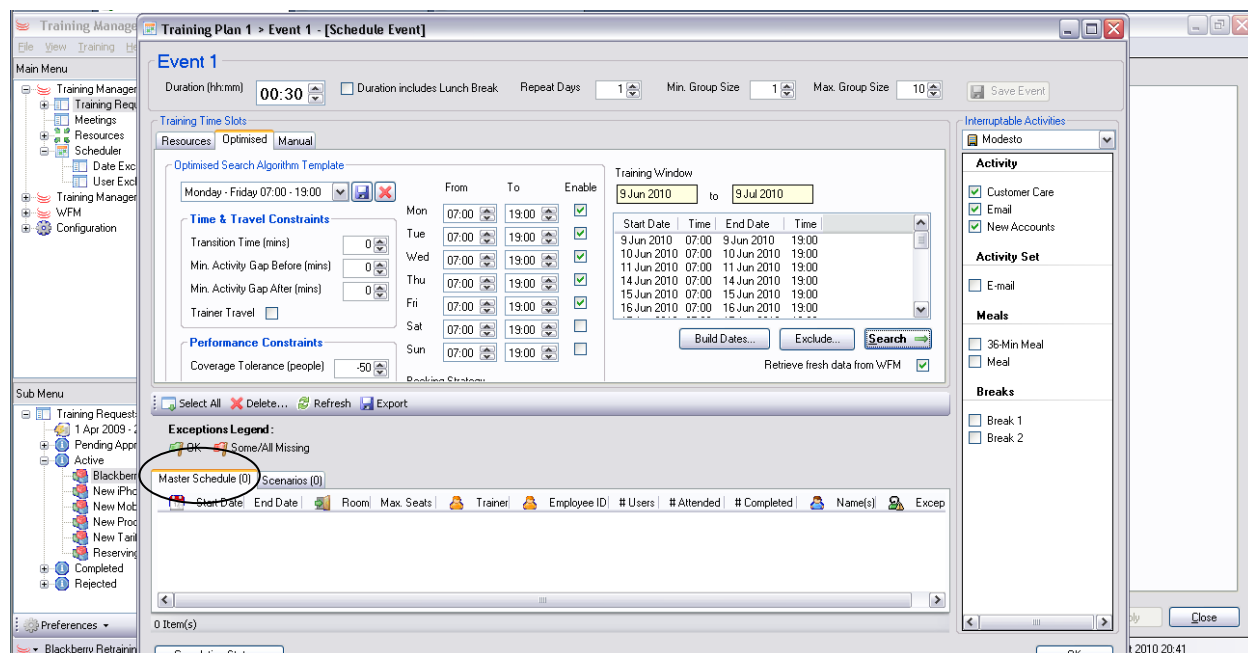 Training Manage
Training Plan 1 > Event 1 - [Schedule Event]
File View Training He
Main Menu
Training Manager
Training Requ
Meetings
Resources
Scheduler
Date Exc
User Excl
Training Manager
WFM
Configuration
Event 1
Duration (hh:mm) 00:30 Duration includes Lunch Break Repeat Days 1 Min. Group Size 1 Max. Group Size 10 Save Event
Training Time Slots
Resources Optimised Manual
Optimised Search Algorithm Template
Monday - Friday 07:00 - 19:00
From To Enable
Mon 07:00 19:00
Tue 07:00 19:00
Wed 07:00 19:00
Thu 07:00 19:00
Fri 07:00 19:00
Sat 07:00 19:00
Sun 07:00 19:00
Time & Travel Constraints
Transition Time (mins) 0
Min. Activity Gap Before (mins) 0
Min. Activity Gap After (mins) 0
Trainer Travel
Performance Constraints
Coverage Tolerance (people) -50
Booking Strategy
Training Window
9 Jun 2010 to 9 Jul 2010
Start Date Time End Date Time
9 Jun 2010 07:00 9 Jun 2010 19:00
10 Jun 2010 07:00 10 Jun 2010 19:00
11 Jun 2010 07:00 11 Jun 2010 19:00
14 Jun 2010 07:00 14 Jun 2010 19:00
15 Jun 2010 07:00 15 Jun 2010 19:00
16 Jun 2010 07:00 16 Jun 2010 19:00
Build Dates... Exclude... Search
Retrieve fresh data from WFM
Interruptable Activities
Modesto
Activity
Customer Care
Email
New Accounts
Activity Set
E-mail
Meals
36-Min Meal
Meal
Breaks
Break 1
Break 2
Sub Menu
Training Request
1 Apr 2009 - 2
Pending Appr
Active
Blackberr
New iPho
New Mob
New Prod
New Tari
Reserving
Completed
Rejected
Select All Delete... Refresh Export
Exceptions Legend:
OK Some/All Missing
Master Schedule (0) Scenarios (0)
Start Date End Date Room Max. Seats Trainer Employee ID # Users # Attended # Completed Name(s) Excep
0 Item(s)
Preferences
Close
Blackberry Retrainin
OK
2010 20:41